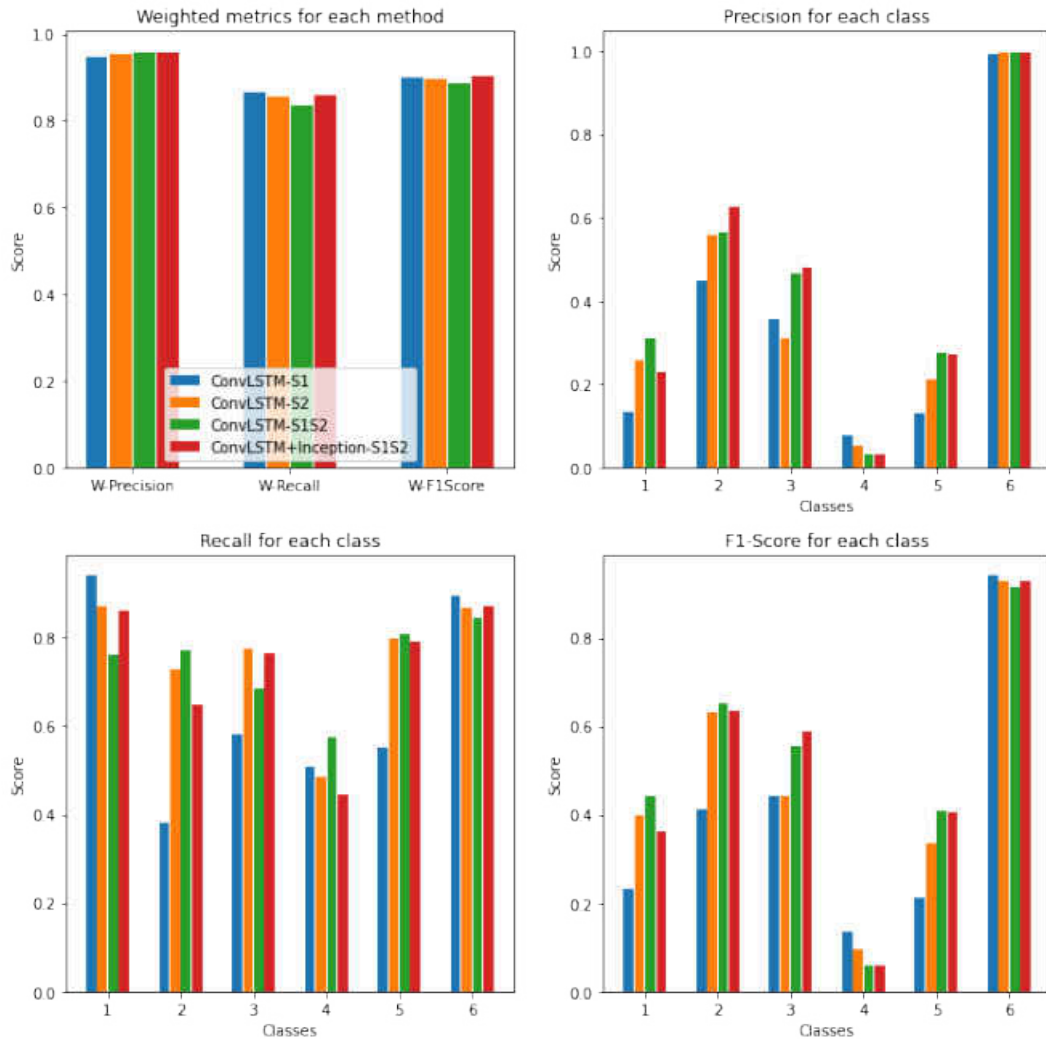 Weighted metrics for each method
Score
1.0
0.8
0.6
0.4
0.2
0.0
ConvLSTM-S1
ConvLSTM-S2
ConvLSTM-S1S2
ConvLSTM+Inception-S1S2
W-Precision W-Recall W-F1Score
Precision for each class
Score
1.0
0.8
0.6
0.4
0.2
0.0
1 2 3 4 5 6
Classes
Recall for each class
Score
0.8
0.6
0.4
0.2
0.0
1 2 3 4 5 6
Classes
F1-Score for each class
Score
0.8
0.6
0.4
0.2
0.0
1 2 3 4 5 6
Classes